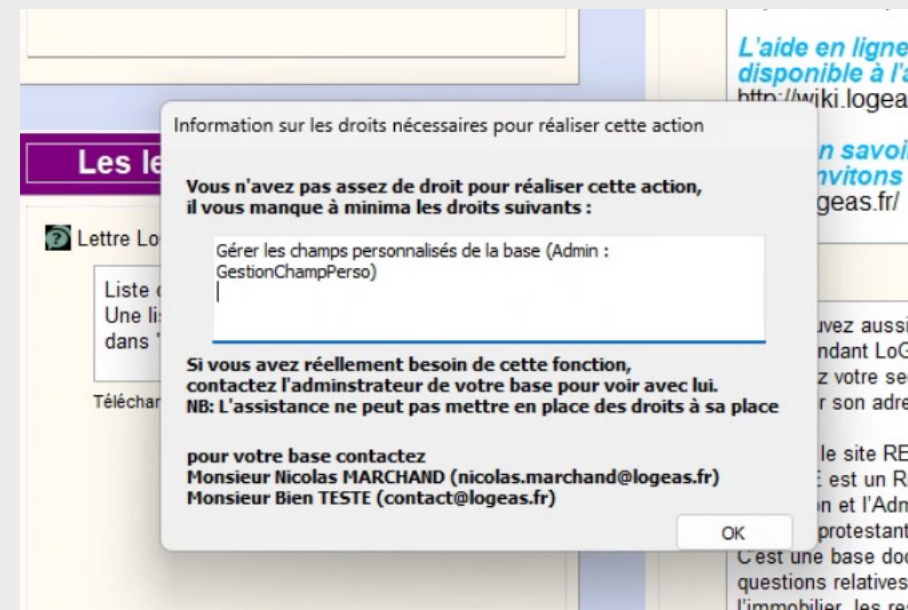 L'aide en ligne
disponible à l'a
http://wiki.logea
Information sur les droits nécessaires pour réaliser cette action
n savoi
nvitons
geas.fr/
Les le
Vous n'avez pas assez de droit pour réaliser cette action,
il vous manque à minima les droits suivants :
Lettre Lo
Gérer les champs personnalisés de la base (Admin :
GestionChampPerso)
Liste
Une li
dans "
Téléchar
Si vous avez réellement besoin de cette fonction,
contactez l'adminstrateur de votre base pour voir avec lui.
NB: L'assistance ne peut pas mettre en place des droits à sa place
pour votre base contactez
Monsieur Nicolas MARCHAND (nicolas.marchand@logeas.fr)
Monsieur Bien TESTE (contact@logeas.fr)
OK
uvez aussi
ndant LoG
z votre se
r son adre
le site RE
E est un R
n et l'Adm
protestant
C'est une base doc
questions relatives
l'immobilier, les re